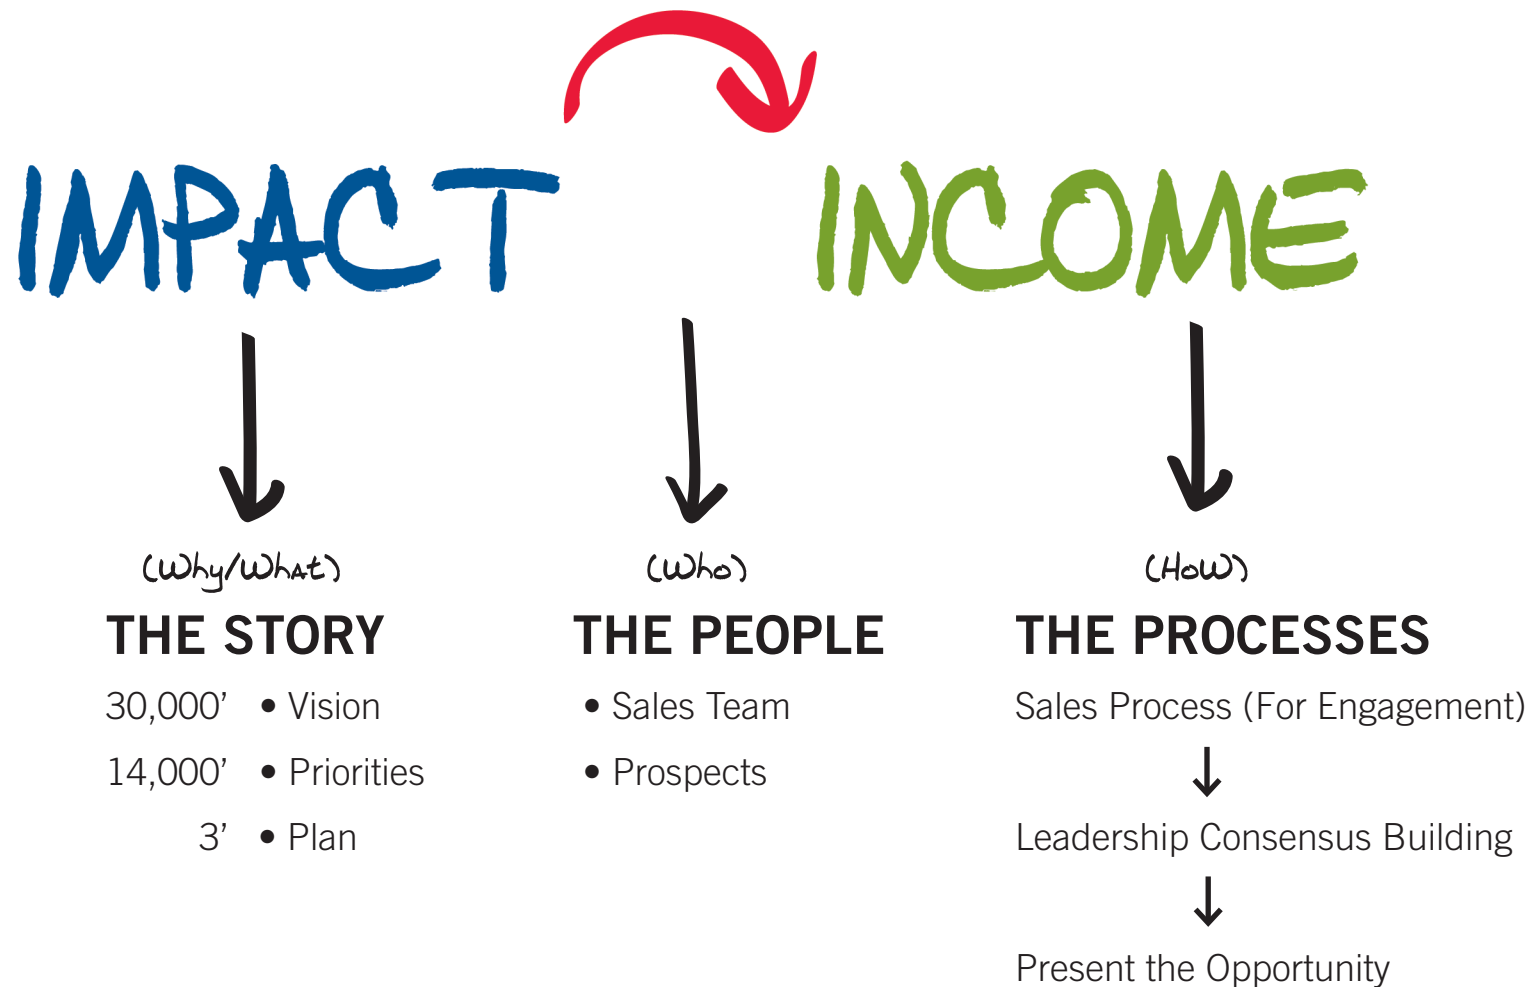 IMPACT
INCOME
(Why/What)
THE STORY
30,000’ • Vision
14,000’ • Priorities
3’ • Plan
(Who)
THE PEOPLE
• Sales Team
• Prospects
(How)
THE PROCESSES
Sales Process (For Engagement)
↓
Leadership Consensus Building
↓
Present the Opportunity